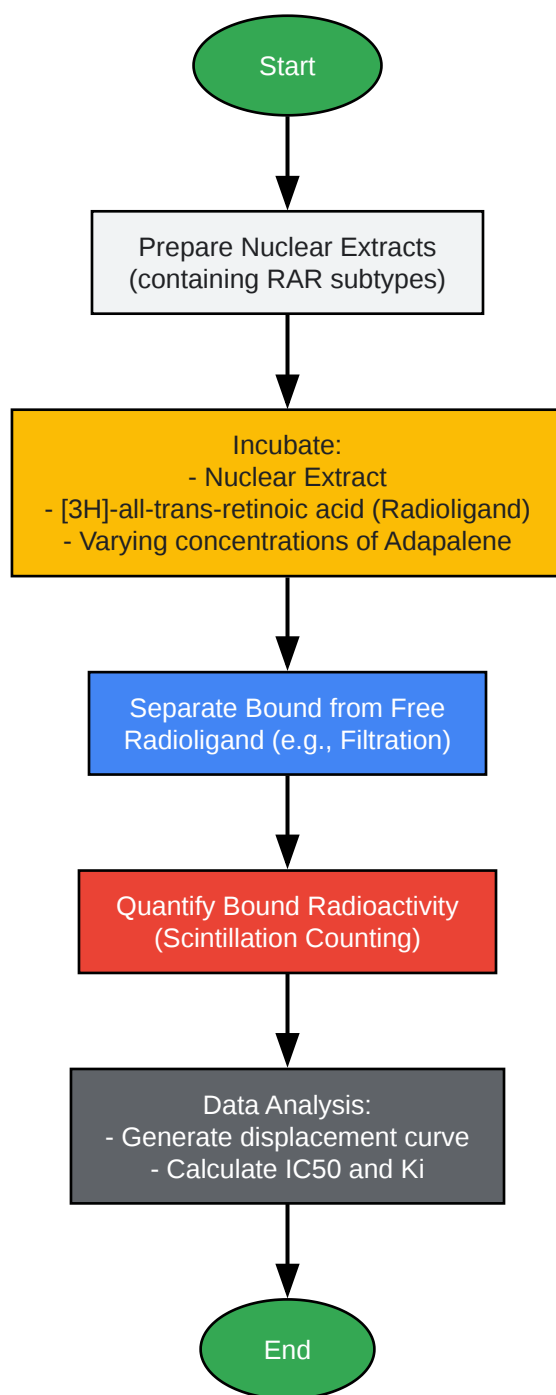 Start
Prepare Nuclear Extracts
(containing RAR subtypes)
Incubate:
- Nuclear Extract
- [3H]-all-trans-retinoic acid (Radioligand)
- Varying concentrations of Adapalene
Separate Bound from Free
Radioligand (e.g., Filtration)
Quantify Bound Radioactivity
(Scintillation Counting)
Data Analysis:
- Generate displacement curve
- Calculate IC50 and Ki
End